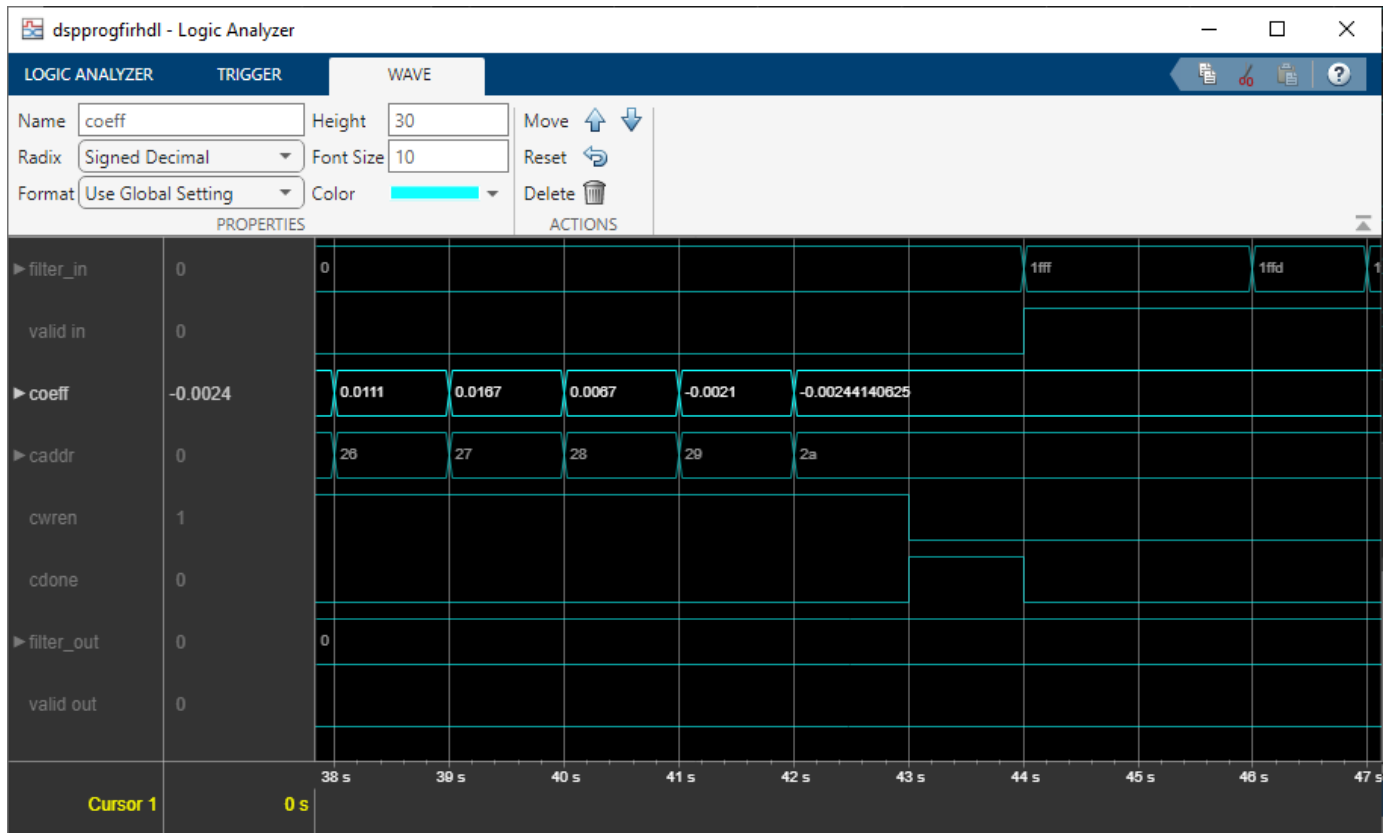 dspprogfirhdl - Logic Analyzer
LOGIC ANALYZER TRIGGER WAVE
Name coeff Height 30 Move
Radix Signed Decimal Font Size 10 Reset
Format Use Global Setting Color Delete
PROPERTIES ACTIONS
filter_in 0 0 1fff 1ffd 1
valid in 0
coeff -0.0024 0.0111 0.0167 0.0067 -0.0021 -0.00244140625
caddr 0 26 27 28 29 2a
cwren 1
cdone 0
filter_out 0 0
valid out 0
38 s 39 s 40 s 41 s 42 s 43 s 44 s 45 s 46 s 47 s
Cursor 1 0 s